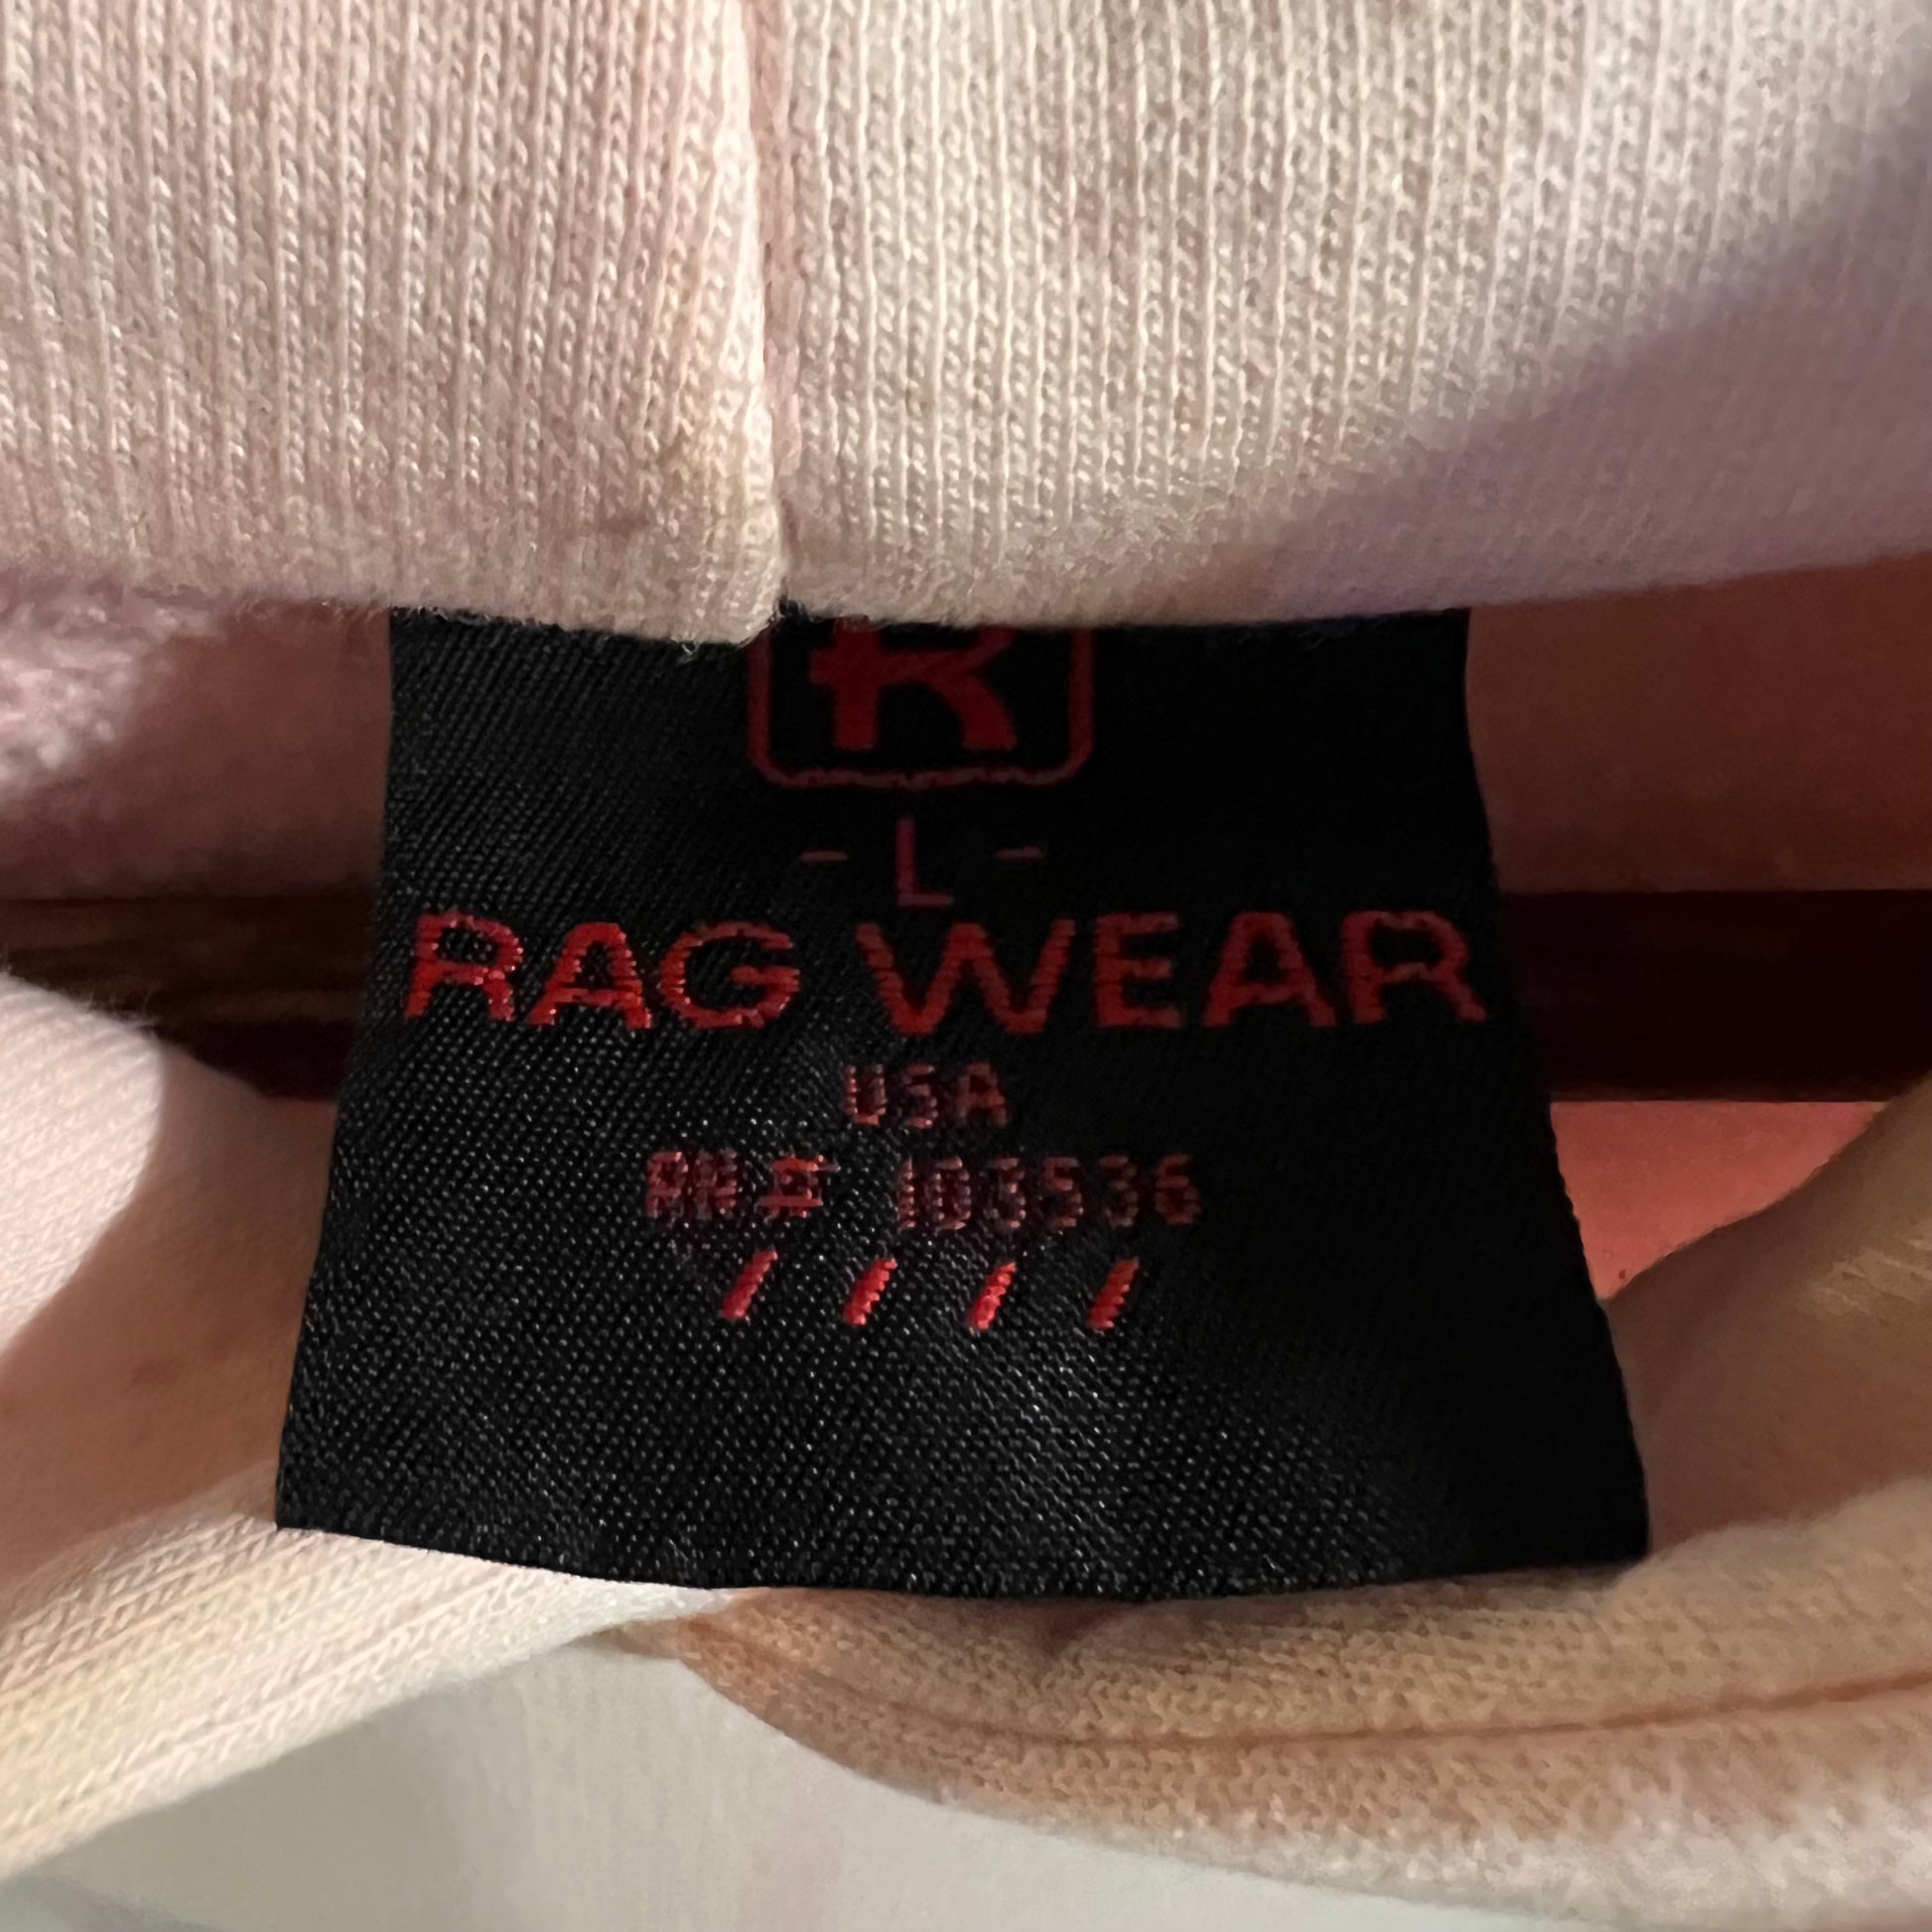 R
- L -
RAG WEAR
USA
RN# 103536
/ / / /